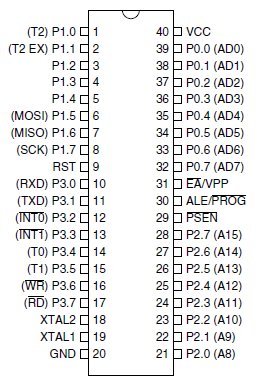 (T2) P1.0 1 40 VCC
(T2 EX) P1.1 2 39 P0.0 (AD0)
P1.2 3 38 P0.1 (AD1)
P1.3 4 37 P0.2 (AD2)
P1.4 5 36 P0.3 (AD3)
(MOSI) P1.5 6 35 P0.4 (AD4)
(MISO) P1.6 7 34 P0.5 (AD5)
(SCK) P1.7 8 33 P0.6 (AD6)
RST 9 32 P0.7 (AD7)
(RXD) P3.0 10 31 E̅A̅/VPP
(TXD) P3.1 11 30 ALE/P̅R̅O̅G̅
(I̅N̅T̅0̅) P3.2 12 29 P̅S̅E̅N̅
(I̅N̅T̅1̅) P3.3 13 28 P2.7 (A15)
(T0) P3.4 14 27 P2.6 (A14)
(T1) P3.5 15 26 P2.5 (A13)
(W̅R̅) P3.6 16 25 P2.4 (A12)
(R̅D̅) P3.7 17 24 P2.3 (A11)
XTAL2 18 23 P2.2 (A10)
XTAL1 19 22 P2.1 (A9)
GND 20 21 P2.0 (A8)